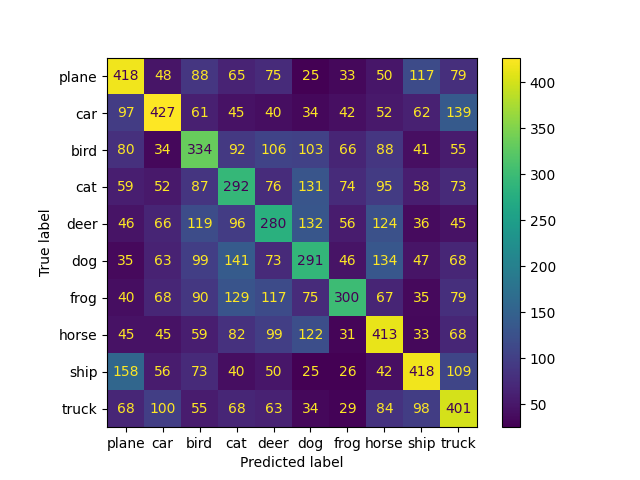 plane 418 48 88 65 75 25 33 50 117 79
car 97 427 61 45 40 34 42 52 62 139
bird 80 34 334 92 106 103 66 88 41 55
cat 59 52 87 292 76 131 74 95 58 73
deer 46 66 119 96 280 132 56 124 36 45
dog 35 63 99 141 73 291 46 134 47 68
frog 40 68 90 129 117 75 300 67 35 79
horse 45 45 59 82 99 122 31 413 33 68
ship 158 56 73 40 50 25 26 42 418 109
truck 68 100 55 68 63 34 29 84 98 401
plane car bird cat deer dog frog horse ship truck
Predicted label
True label
400
350
300
250
200
150
100
50